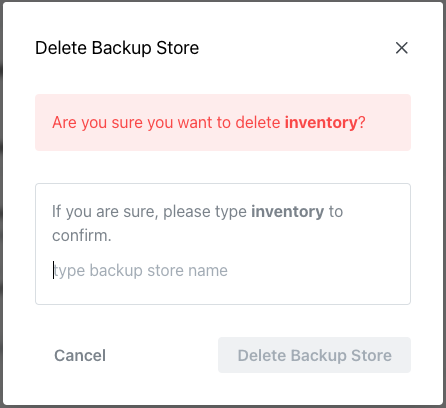 Delete Backup Store
Are you sure you want to delete inventory?
If you are sure, please type inventory to
confirm.
type backup store name
Cancel
Delete Backup Store